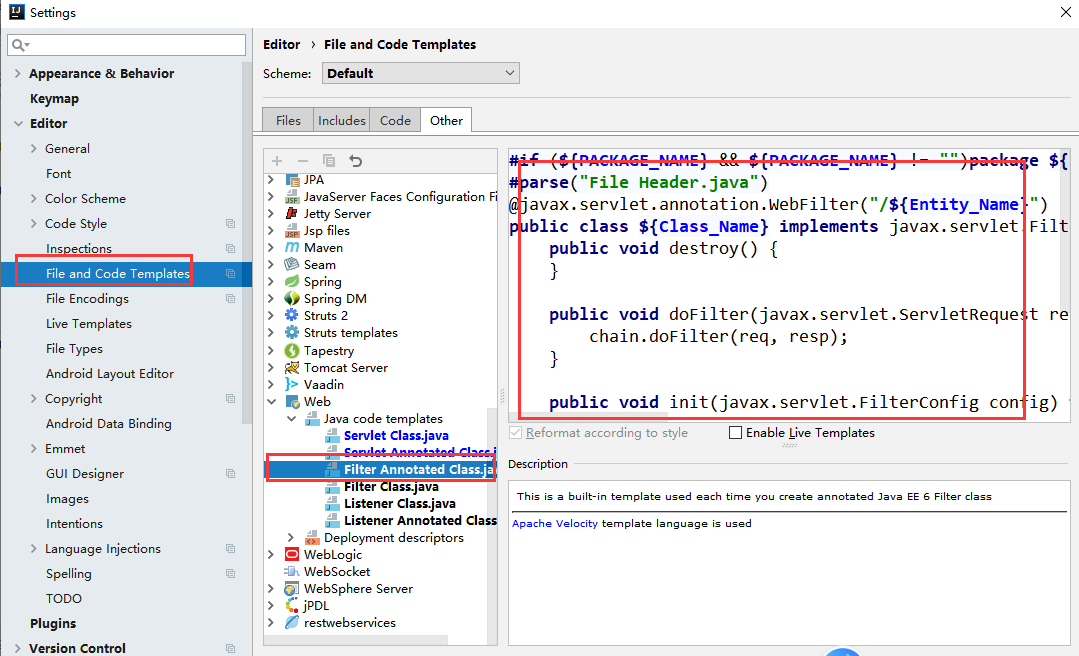 Settings
Editor › File and Code Templates
Scheme: Default
Appearance & Behavior
Keymap
Editor
General
Font
Color Scheme
Code Style
Inspections
File and Code Templates
File Encodings
Live Templates
File Types
Android Layout Editor
Copyright
Android Data Binding
Emmet
GUI Designer
Images
Intentions
Language Injections
Spelling
TODO
Plugins
Version Control
Files Includes Code Other
JPA
JavaServer Faces Configuration Fi
Jetty Server
Jsp files
Maven
Seam
Spring
Spring DM
Struts 2
Struts templates
Tapestry
Tomcat Server
Vaadin
Web
Java code templates
Servlet Class.java
Servlet Annotated Class.j
Filter Annotated Class.ja
Filter Class.java
Listener Class.java
Listener Annotated Class
Deployment descriptors
WebLogic
WebSocket
WebSphere Server
jPDL
restwebservices
#if (${PACKAGE_NAME} && ${PACKAGE_NAME} != "")package ${
#parse("File Header.java")
@javax.servlet.annotation.WebFilter("/${Entity_Name}")
public class ${Class_Name} implements javax.servlet.Filt
public void destroy() {
}
public void doFilter(javax.servlet.ServletRequest re
chain.doFilter(req, resp);
}
public void init(javax.servlet.FilterConfig config)
Reformat according to style
Enable Live Templates
Description
This is a built-in template used each time you create annotated Java EE 6 Filter class
Apache Velocity template language is used